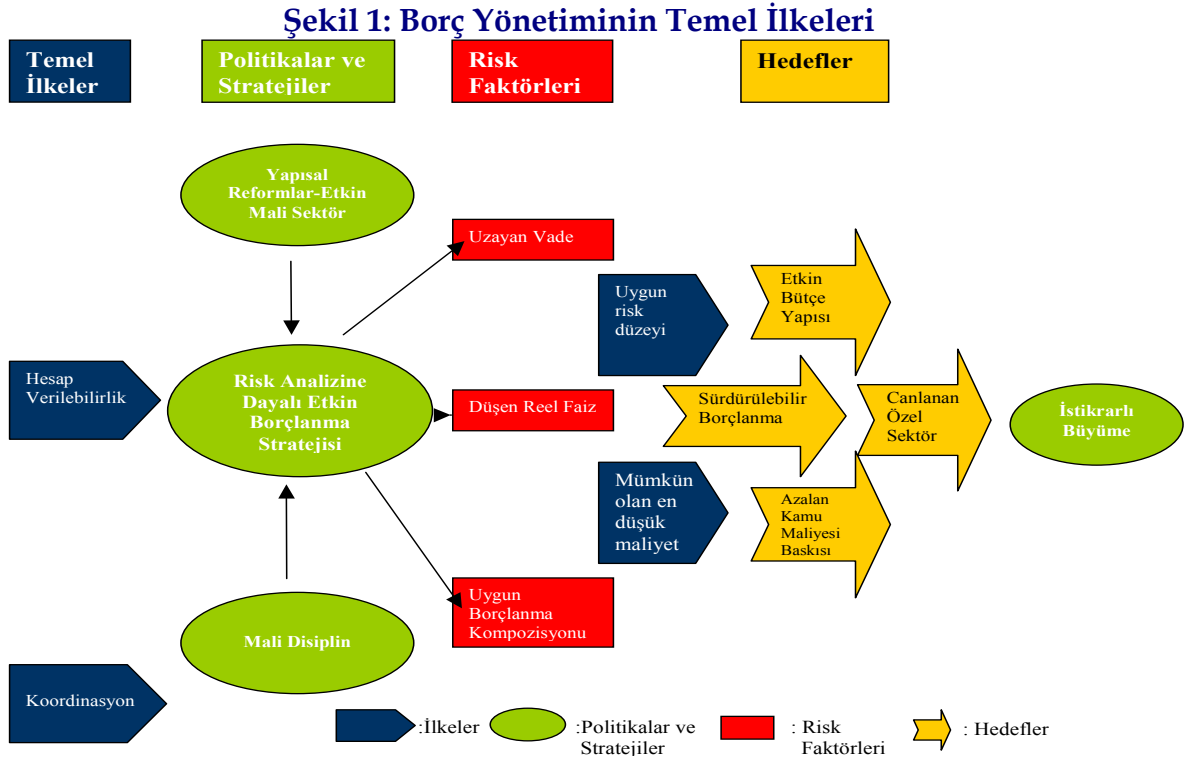 Şekil 1: Borç Yönetiminin Temel İlkeleri
Temel
İlkeler
Politikalar ve
Stratejiler
Risk
Faktörleri
Hedefler
Yapısal
Reformlar-Etkin
Mali Sektör
Uzayan Vade
Uygun
risk
düzeyi
Etkin
Bütçe
Yapısı
Hesap
Verilebilirlik
Risk Analizine
Dayalı Etkin
Borçlanma
Stratejisi
Düşen Reel Faiz
Sürdürülebilir
Borçlanma
Canlanan
Özel
Sektör
İstikrarlı
Büyüme
Mümkün
olan en
düşük
maliyet
Azalan
Kamu
Maliyesi
Baskısı
Uygun
Borçlanma
Kompozisyonu
Mali Disiplin
Koordinasyon
:İlkeler
:Politikalar ve
Stratejiler
: Risk
Faktörleri
: Hedefler